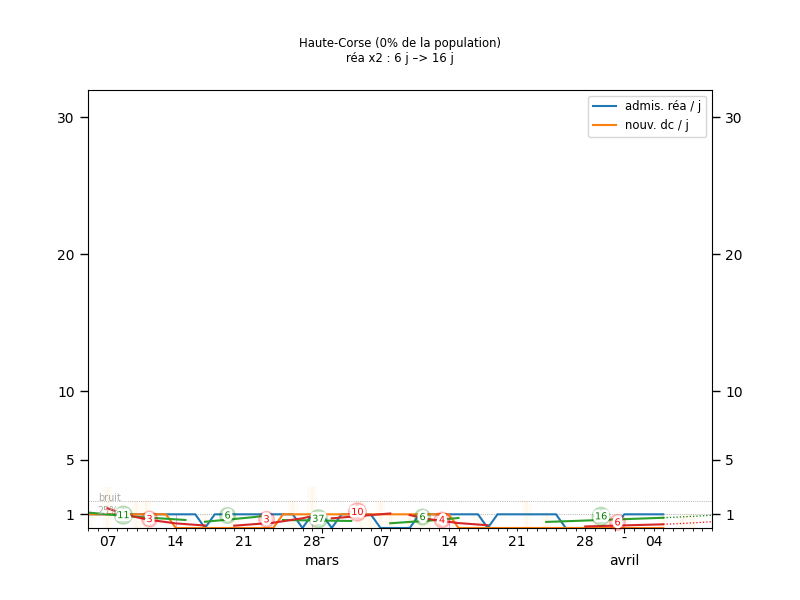 Haute-Corse (0% de la population)
réa x2 : 6 j –> 16 j
admis. réa / j
nouv. dc / j
30 30
20 20
10 10
5 5
bruit
1 1
11 3 6 3 37 10 6 4 16 6
07 14 21 28 07 14 21 28 04
mars avril